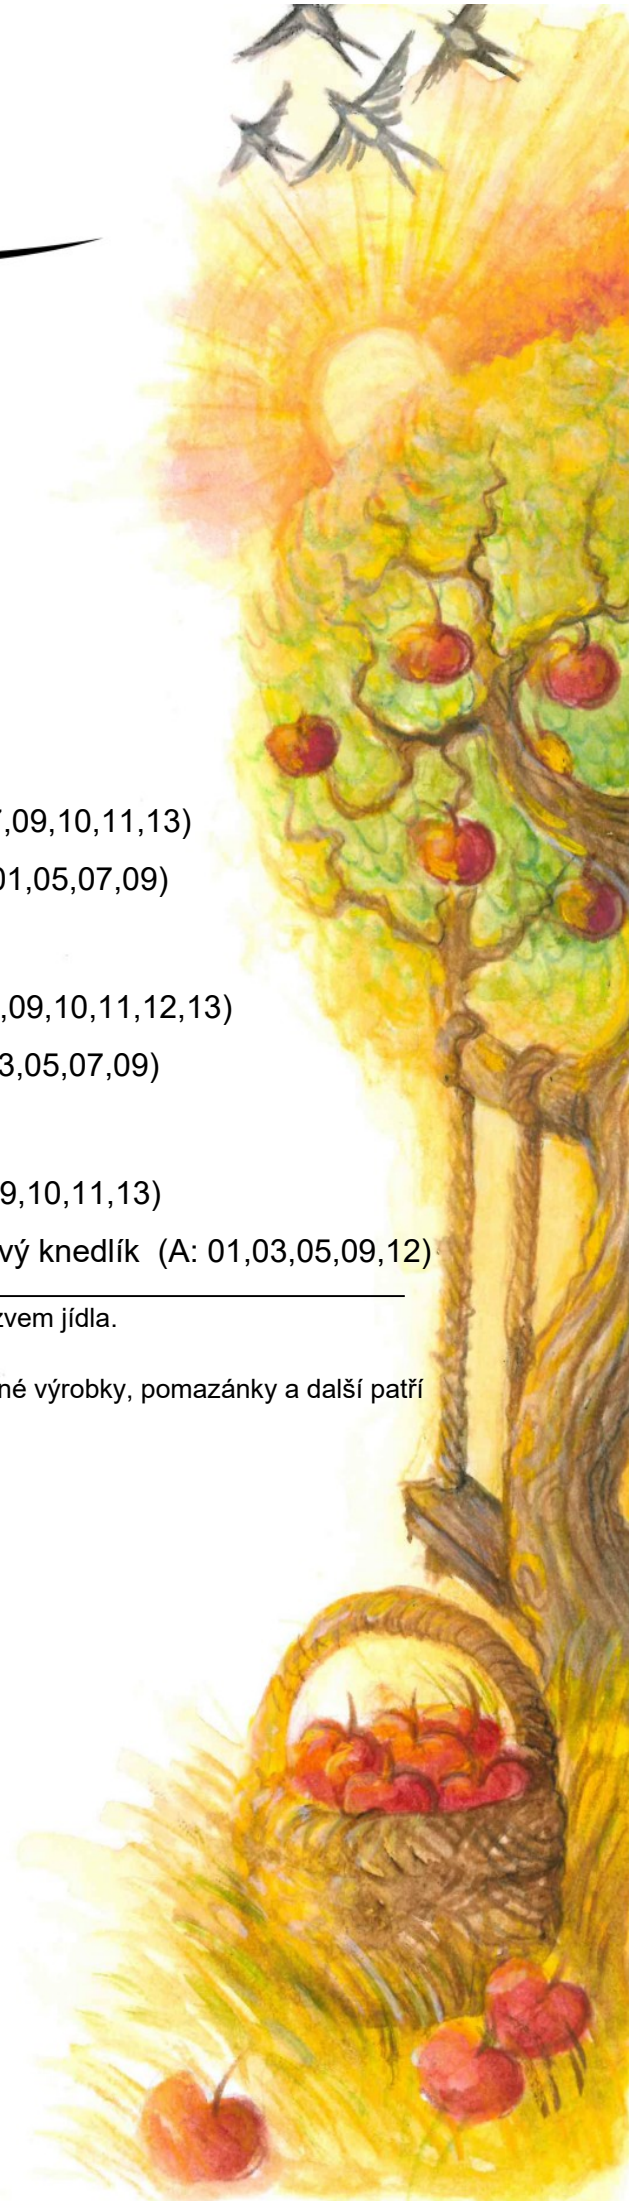 ,09,10,11,13)
01,05,07,09)
,09,10,11,12,13)
3,05,07,09)
9,10,11,13)
vý knedlík (A: 01,03,05,09,12)
zvem jídla.
né výrobky, pomazánky a další patří